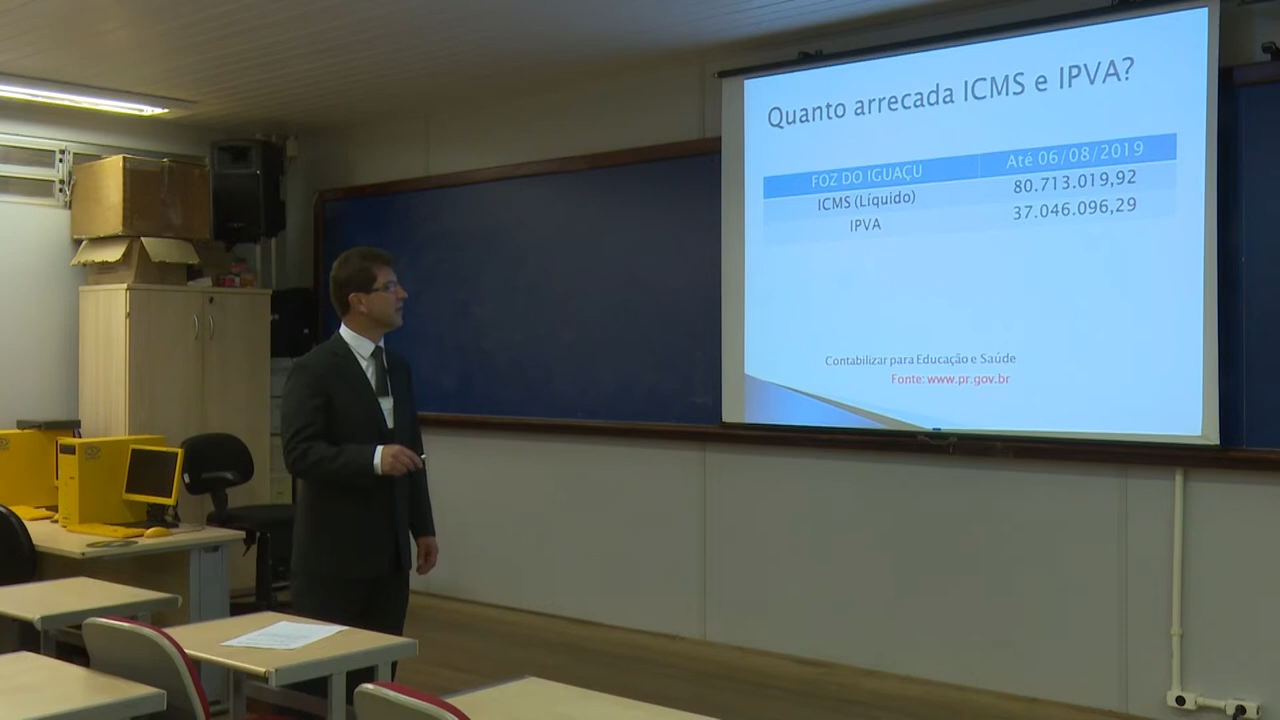 Quanto arrecada ICMS e IPVA?
FOZ DO IGUAÇU Até 06/08/2019
ICMS (Líquido) 80.713.019,92
IPVA 37.046.096,29
Contabilizar para Educação e Saúde
Fonte: www.pr.gov.br